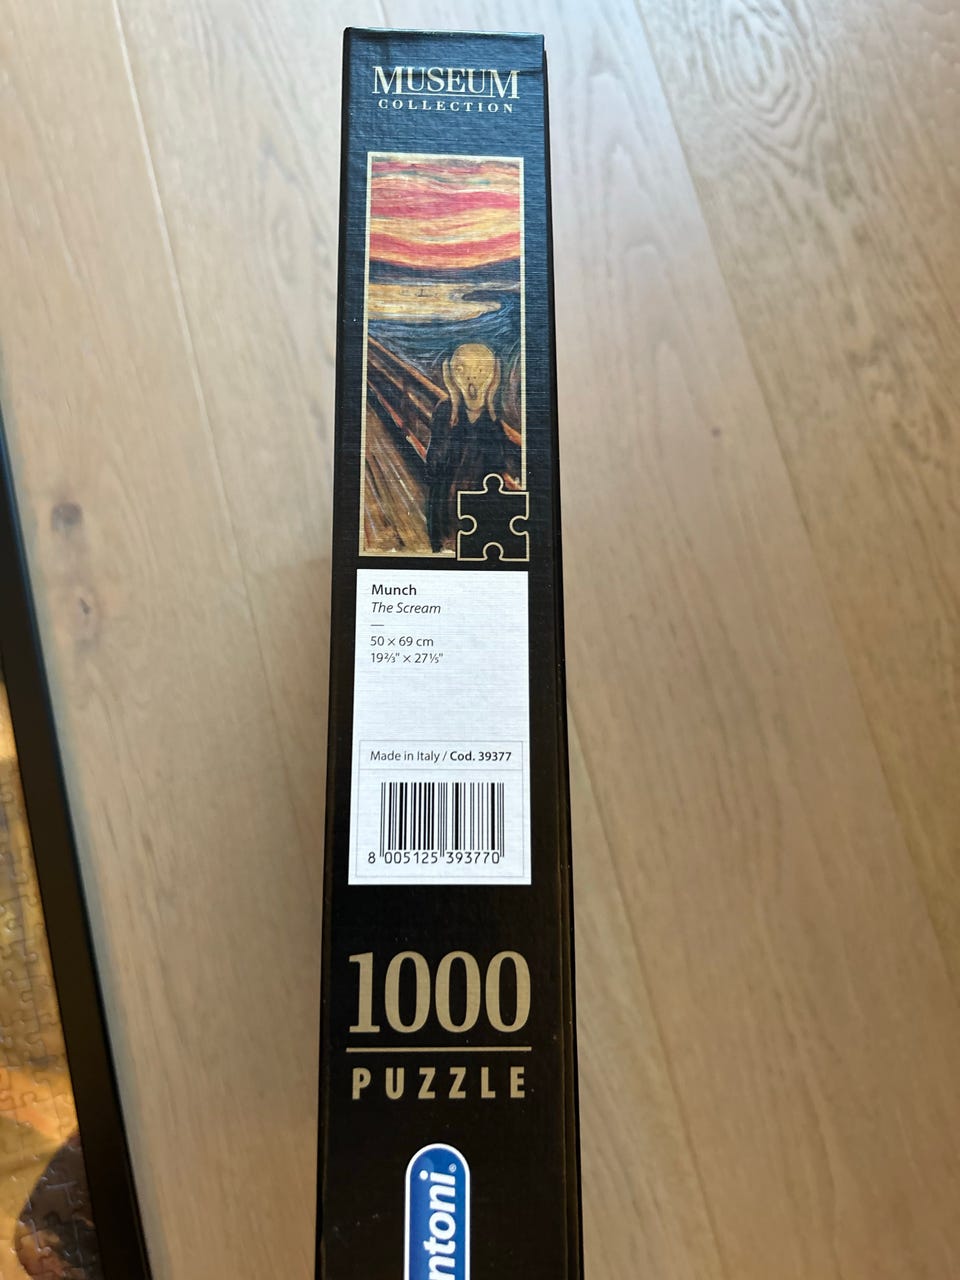 MUSEUM
COLLECTION
Munch
The Scream
50 × 69 cm
19⅔" × 27⅕"
Made in Italy / Cod. 39377
8 005125 393770
1000
PUZZLE
ntoni®